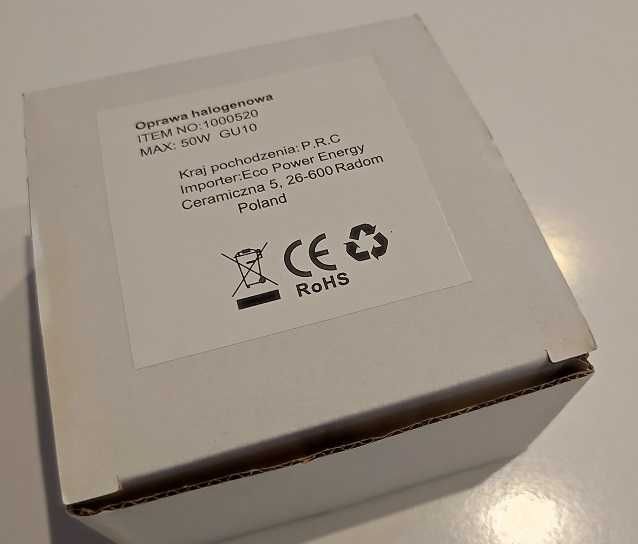 Oprawa halogenowa
ITEM NO:1000520
MAX: 50W GU10
Kraj pochodzenia: P.R.C
Importer:Eco Power Energy
Ceramiczna 5, 26-600 Radom
Poland
CE
RoHS